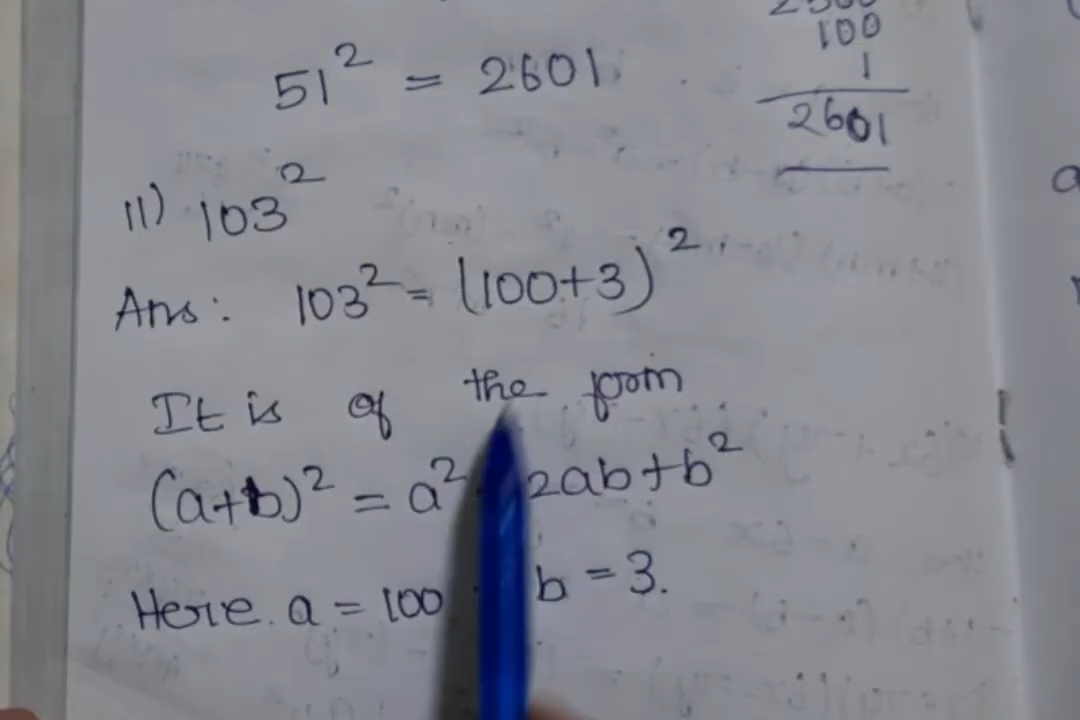 100
1
2601
51² = 2601
11) 103²
Ans: 103² = (100+3)²
It is of the form
(a+b)² = a² 2ab+b²
Here a = 100 b = 3.